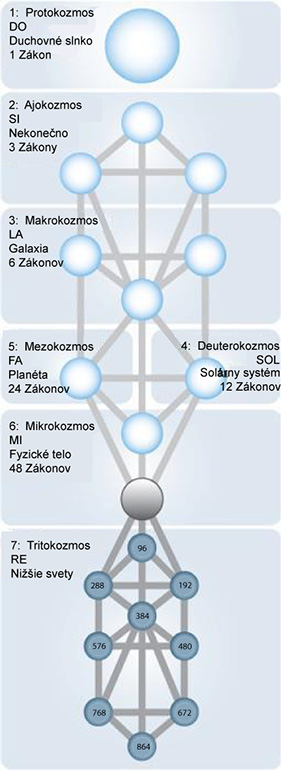 1: Protokozmos
DO
Duchovné slnko
1 Zákon
2: Ajokozmos
SI
Nekonečno
3 Zákony
3: Makrokozmos
LA
Galaxia
6 Zákonov
5: Mezokozmos
FA
Planéta
24 Zákonov
4: Deuterokozmos
SOL
Solárny systém
12 Zákonov
6: Mikrokozmos
MI
Fyzické telo
48 Zákonov
7: Tritokozmos
RE
Nižšie svety
96
288
192
384
576
480
768
672
864